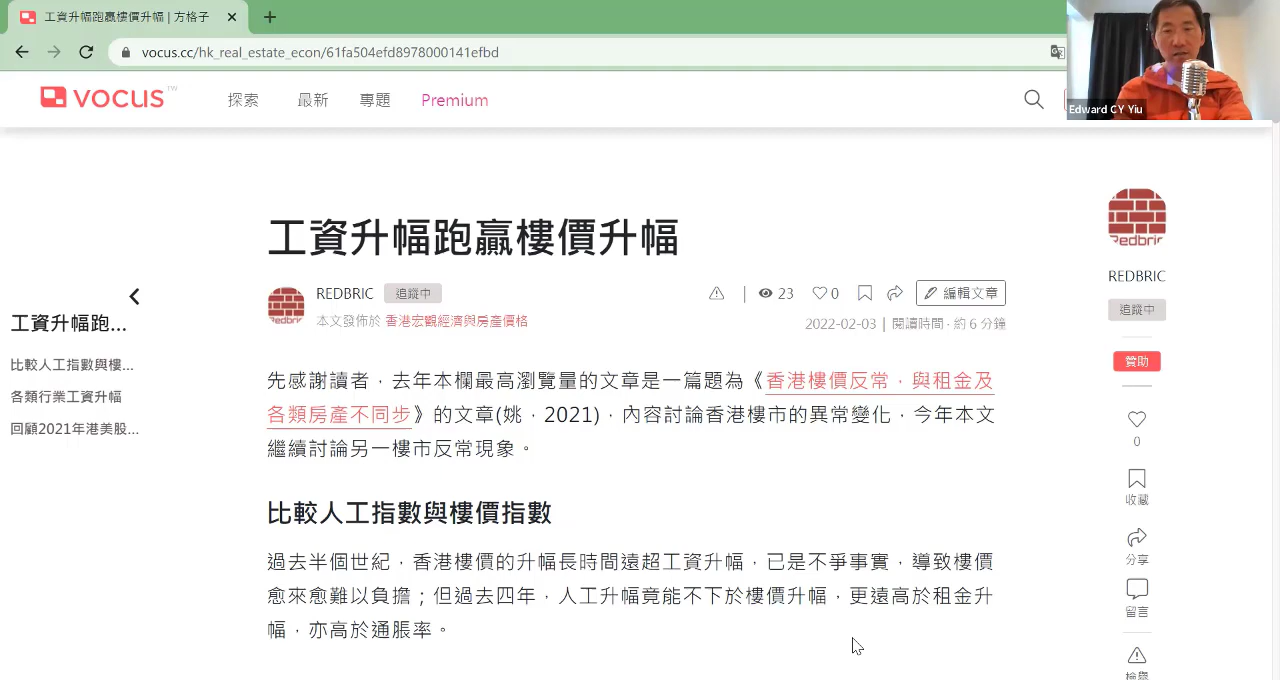 工資升幅跑贏樓價升幅 | 方格子
vocus.cc/hk_real_estate_econ/61fa504efd8978000141efbd
Edward CY Yiu
VOCUS TW
探索 最新 專題 Premium
工資升幅跑贏樓價升幅
REDBRIC 追蹤中
23 0 編輯文章
本文發佈於 香港宏觀經濟與房產價格
2022-02-03 | 閱讀時間 · 約 6 分鐘
工資升幅跑...
比較人工指數與樓...
各類行業工資升幅
回顧2021年港美股...
先感謝讀者，去年本欄最高瀏覽量的文章是一篇題為《香港樓價反常，與租金及
各類房產不同步》的文章(姚，2021)，內容討論香港樓市的異常變化，今年本文
繼續討論另一樓市反常現象。
比較人工指數與樓價指數
過去半個世紀，香港樓價的升幅長時間遠超工資升幅，已是不爭事實，導致樓價
愈來愈難以負擔；但過去四年，人工升幅竟能不下於樓價升幅，更遠高於租金升
幅，亦高於通脹率。
Redbric
REDBRIC
追蹤中
贊助
0
收藏
分享
留言
檢舉